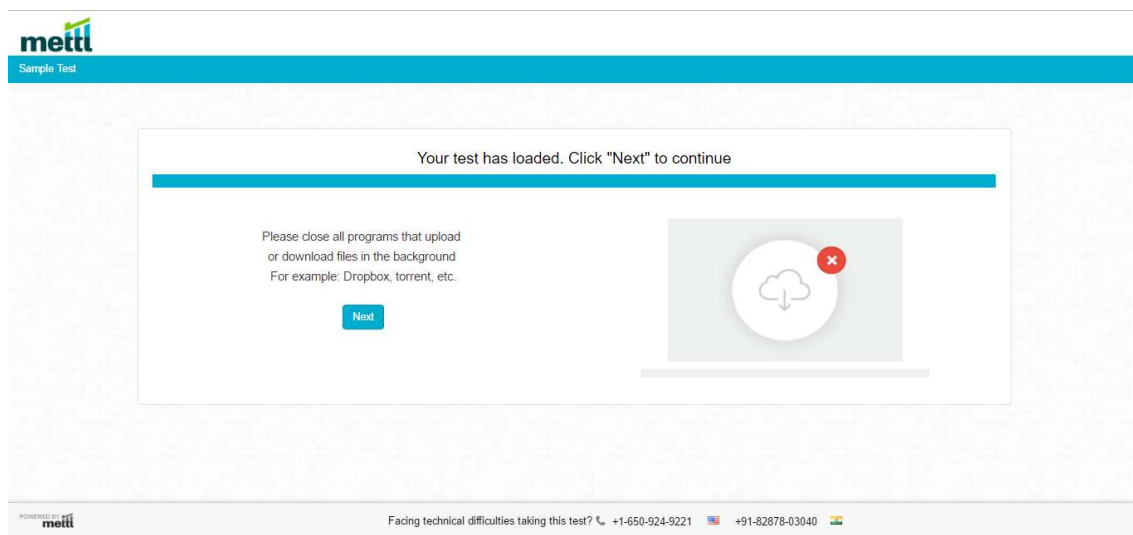 mettl
Sample Test
Your test has loaded. Click "Next" to continue
Please close all programs that upload
or download files in the background
For example: Dropbox, torrent, etc.
Next
POWERED BY mettl
Facing technical difficulties taking this test? +1-650-924-9221 +91-82878-03040